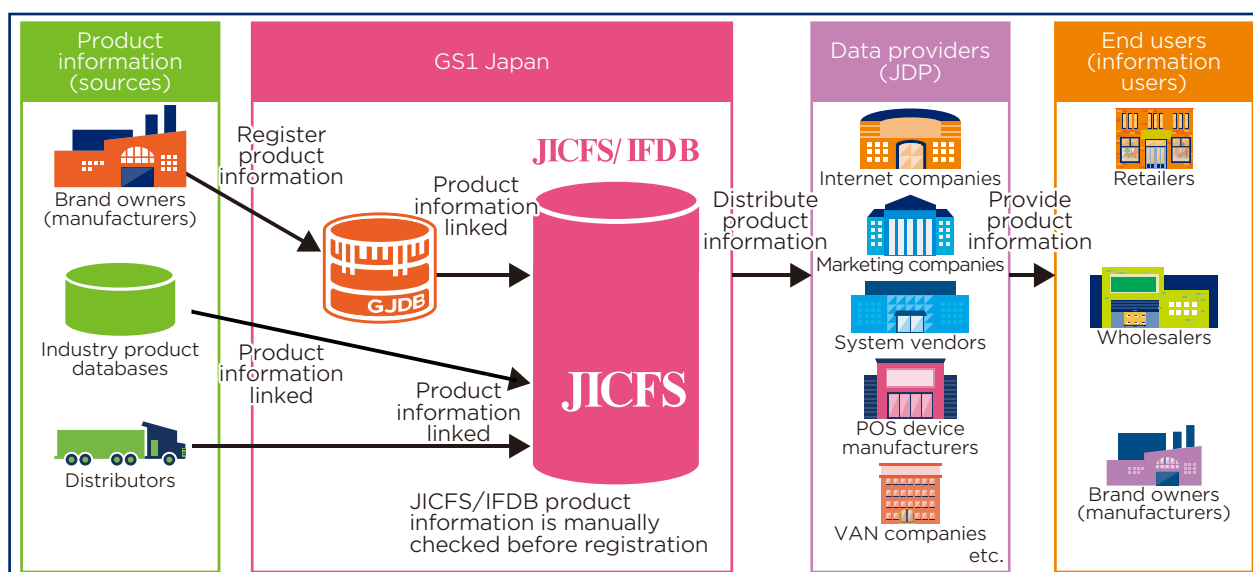 Product
information
(sources)
Brand owners
(manufacturers)
Industry product
databases
Distributors
GS1 Japan
Register
product
information
Product
information
linked
GJDB
Product
information
linked
Product
information
linked
JICFS/IFDB
JICFS
JICFS/IFDB product
information is manually
checked before registration
Distribute
product
information
Data providers
(JDP)
Internet companies
Marketing companies
System vendors
POS device
manufacturers
VAN companies
etc.
Provide
product
information
End users
(information
users)
Retailers
Wholesalers
Brand owners
(manufacturers)